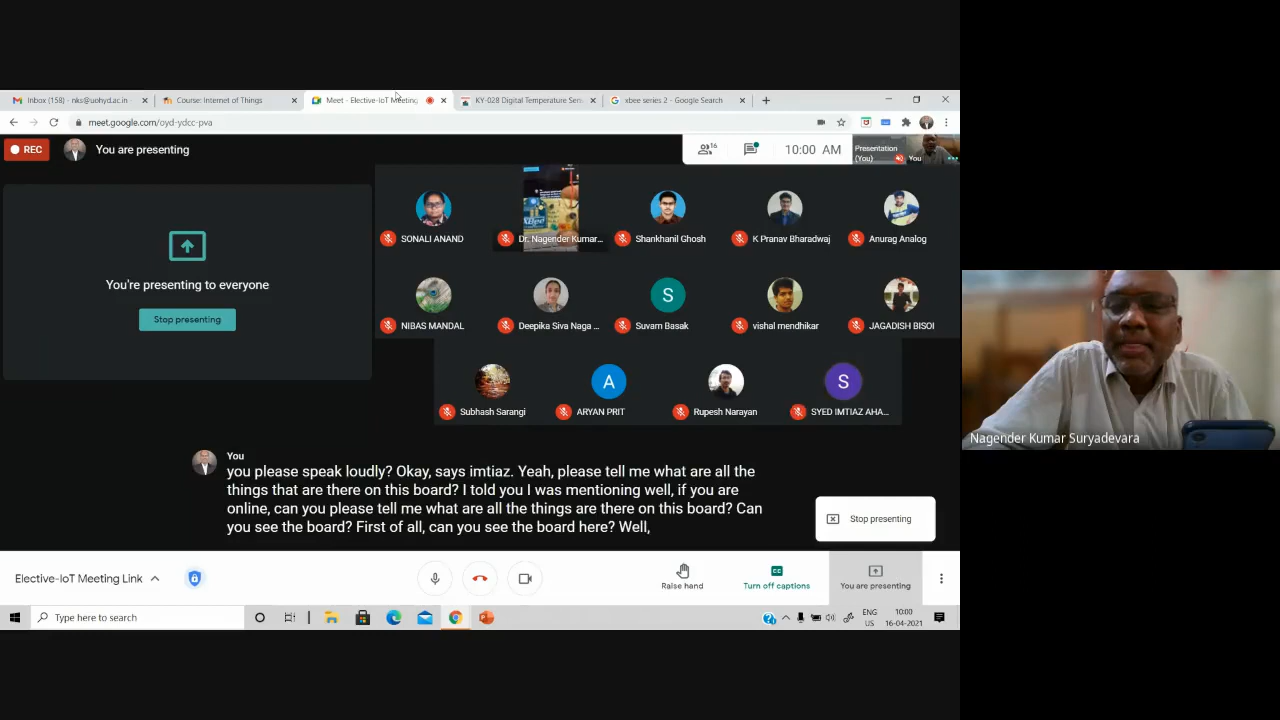 Inbox (158) - nks@uohyd.ac.in -
Course: Internet of Things
Meet - Elective-IoT Meeting
KY-028 Digital Temperature Sens
xbee series 2 - Google Search
meet.google.com/oyd-ydcc-pva
REC
You are presenting
16
10:00 AM
Presentation
(You)
You
SONALI ANAND
Dr. Nagender Kumar...
Shankhanil Ghosh
K Pranav Bharadwaj
Anurag Analog
You're presenting to everyone
Stop presenting
NIBAS MANDAL
Deepika Siva Naga ...
Suvam Basak
vishal mendhikar
JAGADISH BISOI
S
A
S
Subhash Sarangi
ARYAN PRIT
Rupesh Narayan
SYED IMTIAZ AHA...
Nagender Kumar Suryadevara
You
you please speak loudly? Okay, says imtiaz. Yeah, please tell me what are all the
things that are there on this board? I told you I was mentioning well, if you are
online, can you please tell me what are all the things are there on this board? Can
you see the board? First of all, can you see the board here? Well,
Stop presenting
Elective-IoT Meeting Link
Raise hand
CC
Turn off captions
You are presenting
Type here to search
ENG
US
10:00
16-04-2021